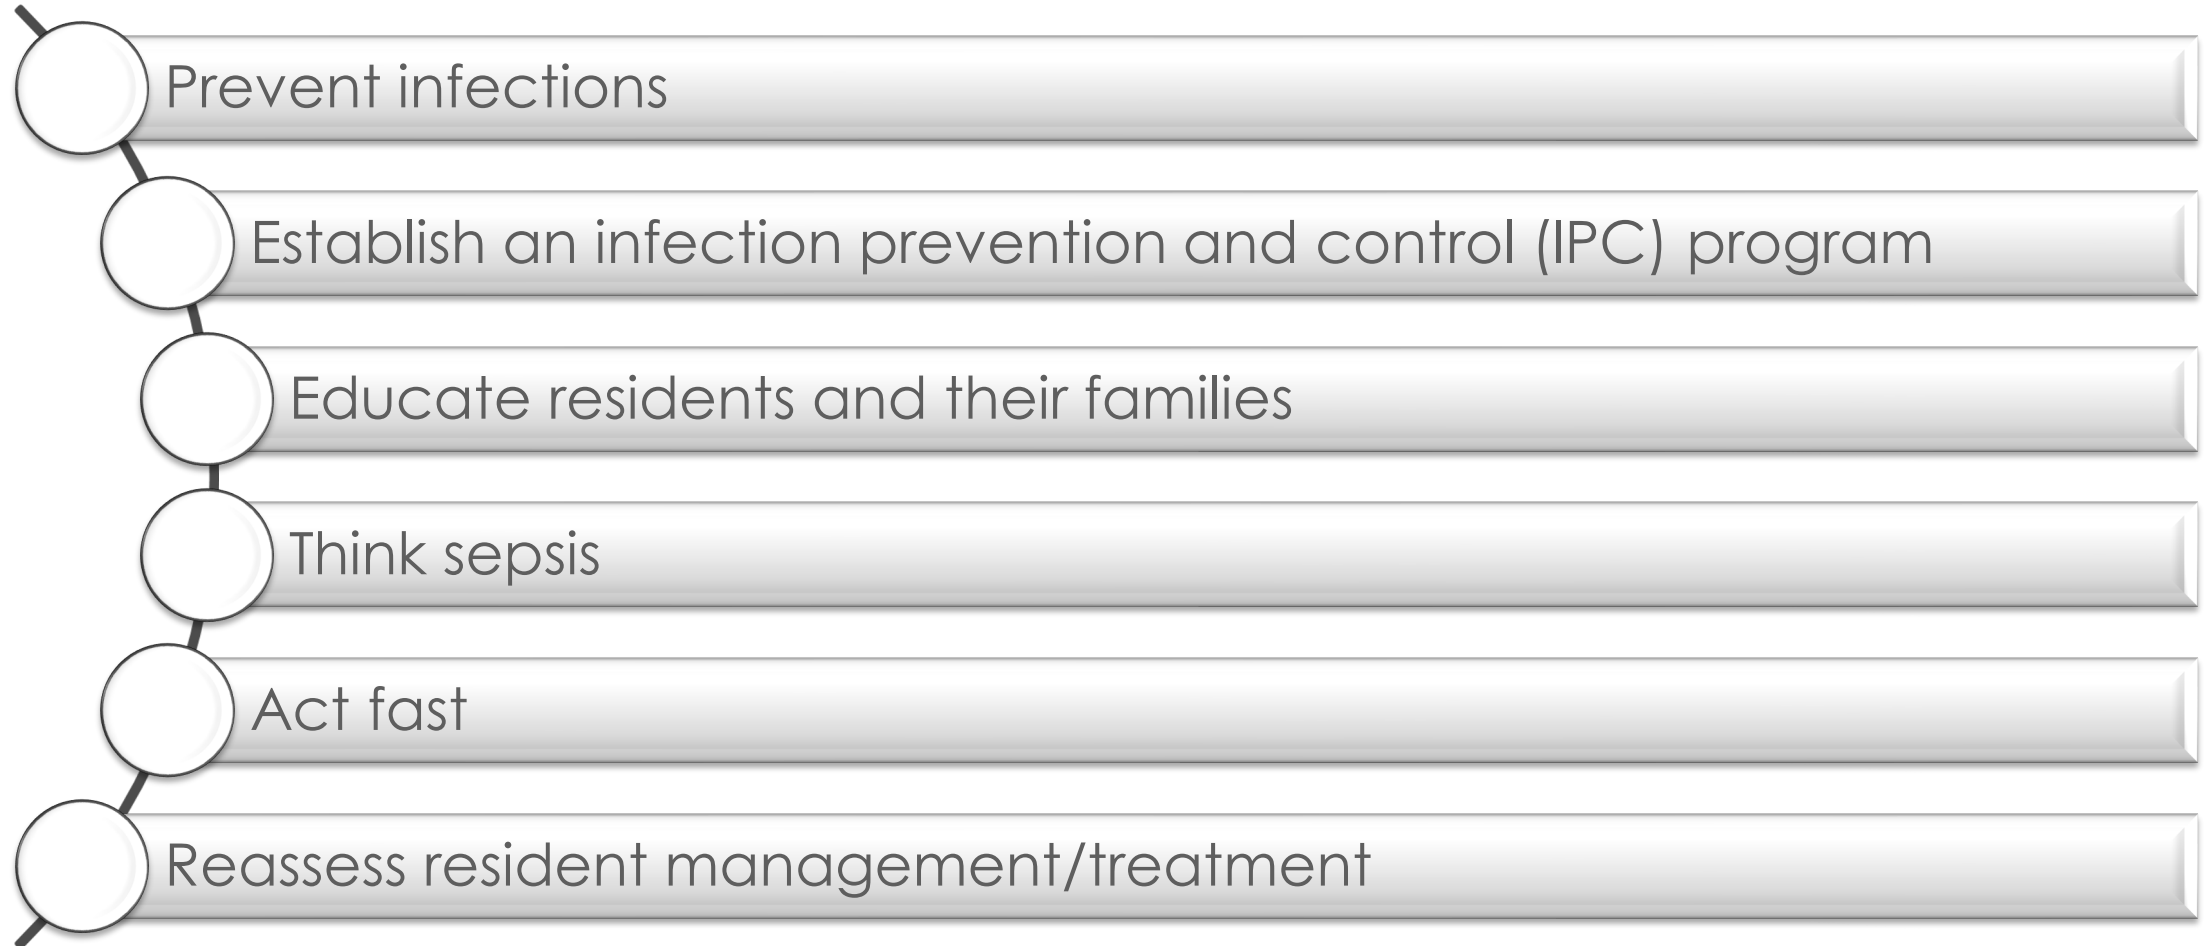 Prevent infections
Establish an infection prevention and control (IPC) program
Educate residents and their families
Think sepsis
Act fast
Reassess resident management/treatment